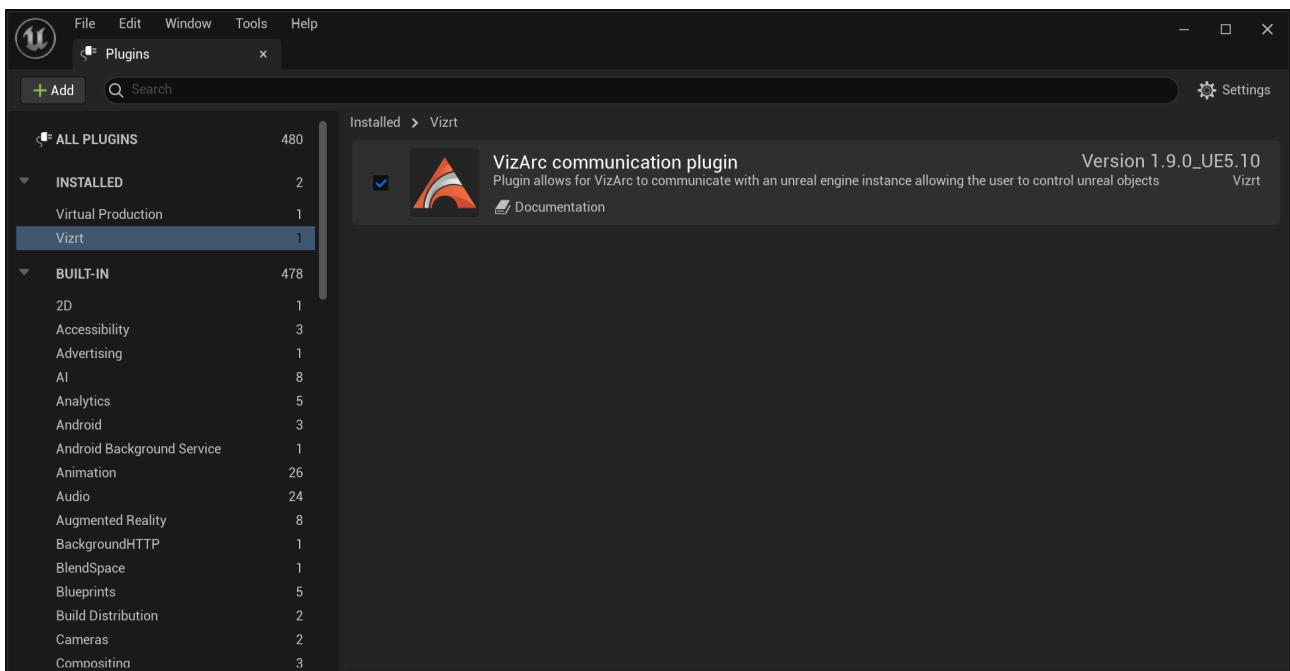 File Edit Window Tools Help
Plugins
Add Search Settings
ALL PLUGINS 480
INSTALLED 2
Virtual Production 1
Vizrt 1
BUILT-IN 478
2D 1
Accessibility 3
Advertising 1
AI 8
Analytics 5
Android 3
Android Background Service 1
Animation 26
Audio 24
Augmented Reality 8
BackgroundHTTP 1
BlendSpace 1
Blueprints 5
Build Distribution 2
Cameras 2
Compositing 3
Installed > Vizrt
VizArc communication plugin Version 1.9.0_UE5.10
Plugin allows for VizArc to communicate with an unreal engine instance allowing the user to control unreal objects Vizrt
Documentation